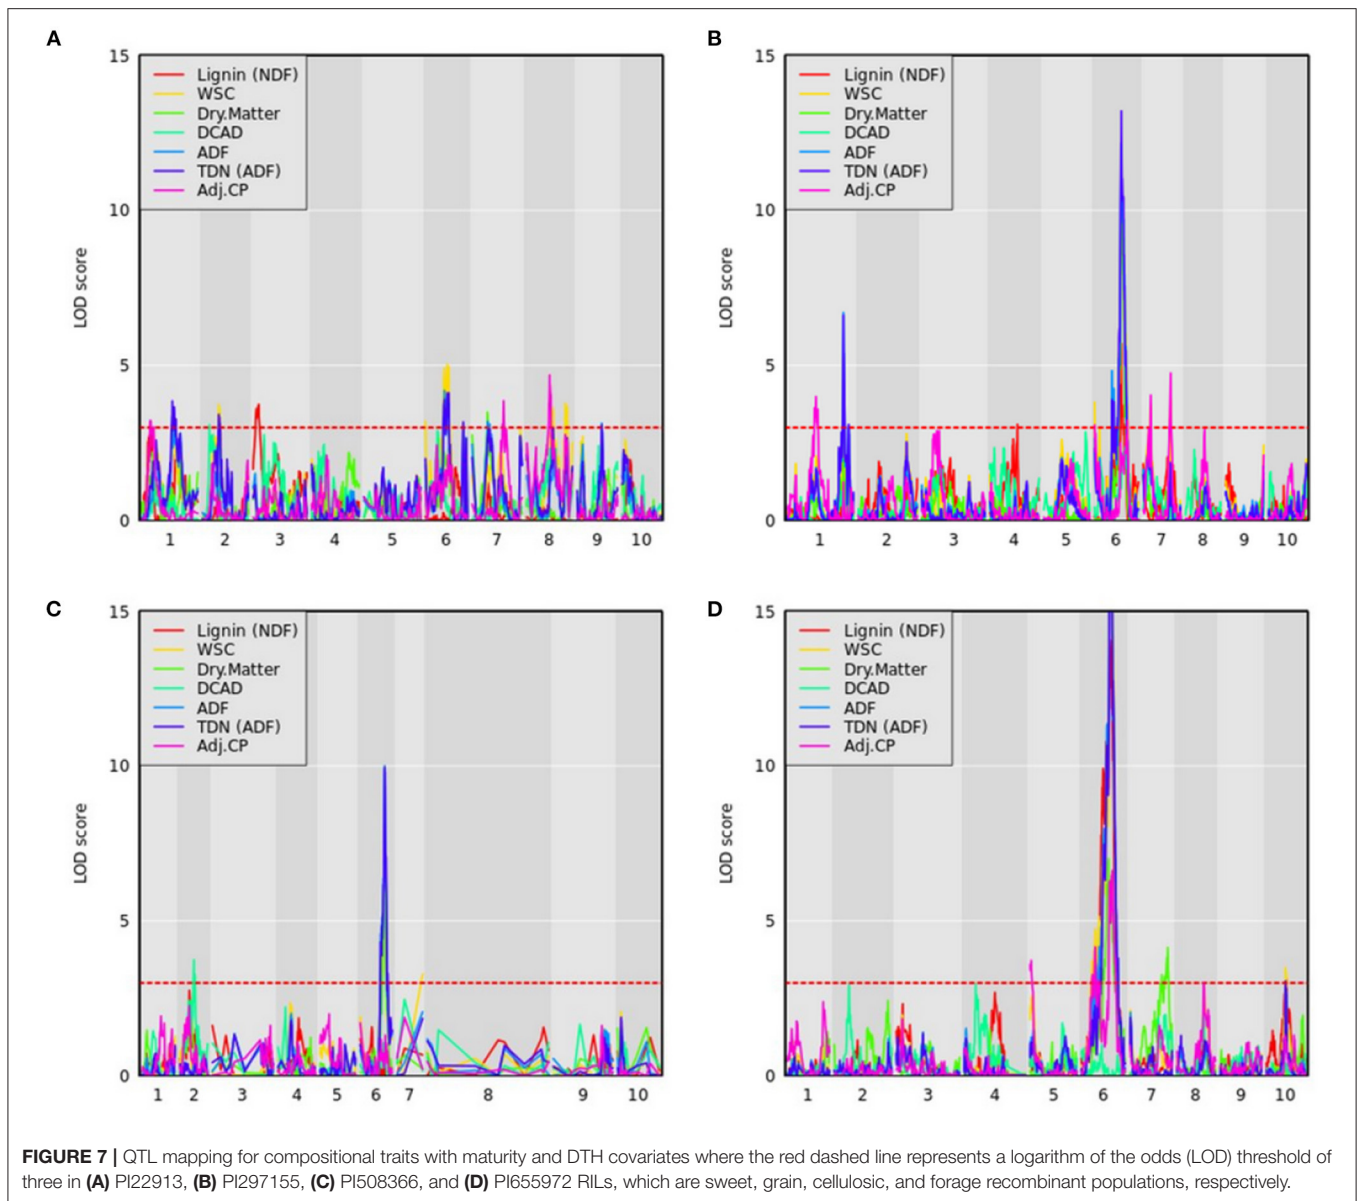 A
15
10
5
0
LOD score
Lignin (NDF)
WSC
Dry.Matter
DCAD
ADF
TDN (ADF)
Adj.CP
1 2 3 4 5 6 7 8 9 10
B
15
10
5
0
LOD score
Lignin (NDF)
WSC
Dry.Matter
DCAD
ADF
TDN (ADF)
Adj.CP
1 2 3 4 5 6 7 8 9 10
C
15
10
5
0
LOD score
Lignin (NDF)
WSC
Dry.Matter
DCAD
ADF
TDN (ADF)
Adj.CP
1 2 3 4 5 6 7 8 9 10
D
15
10
5
0
LOD score
Lignin (NDF)
WSC
Dry.Matter
DCAD
ADF
TDN (ADF)
Adj.CP
1 2 3 4 5 6 7 8 9 10
FIGURE 7 | QTL mapping for compositional traits with maturity and DTH covariates where the red dashed line represents a logarithm of the odds (LOD) threshold of
three in (A) PI22913, (B) PI297155, (C) PI508366, and (D) PI655972 RILs, which are sweet, grain, cellulosic, and forage recombinant populations, respectively.